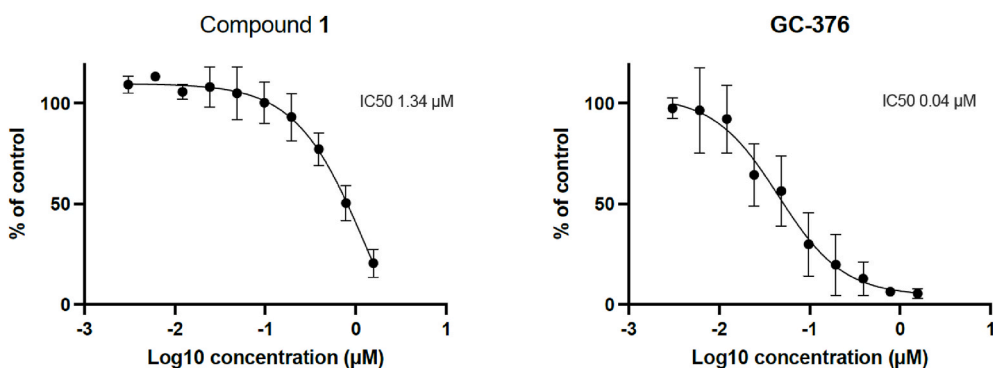 Compound 1
IC50 1.34 µM
100
50
0
% of control
-3 -2 -1 0 1
Log10 concentration (µM)
GC-376
IC50 0.04 µM
100
50
0
% of control
-3 -2 -1 0 1
Log10 concentration (µM)